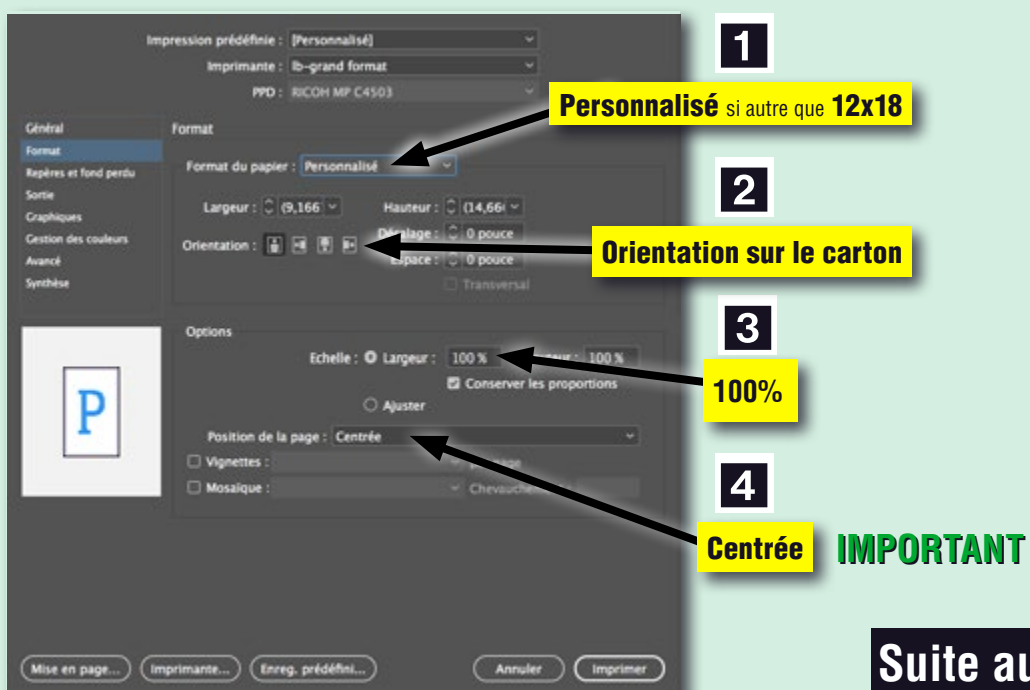 Impression prédéfinie : [Personnalisé]
Imprimante : lb-grand format
PPD : RICOH MP C4503
1
Personnalisé si autre que 12x18
Général
Format
Repères et fond perdu
Sortie
Graphiques
Gestion des couleurs
Avancé
Synthèse
Format
Format du papier : Personnalisé
Largeur : (9,166
Hauteur : (14,66
Orientation :
0 pouce
Espace : 0 pouce
Transversal
2
Orientation sur le carton
Options
Echelle : Largeur : 100 %
100 %
Conserver les proportions
Ajuster
Position de la page : Centrée
Vignettes :
Mosaïque :
3
100%
4
Centrée IMPORTANT
Mise en page... Imprimante... Enreg. prédéfini... Annuler Imprimer
Suite au